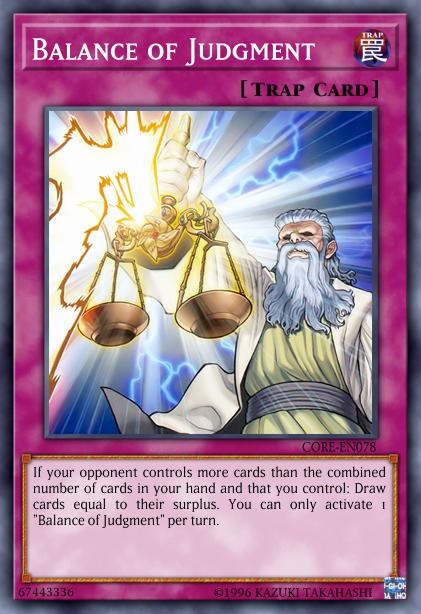 BALANCE OF JUDGMENT
TRAP
罠
[TRAP CARD]
CORE-EN078
If your opponent controls more cards than the combined
number of cards in your hand and that you control: Draw
cards equal to their surplus. You can only activate 1
"Balance of Judgment" per turn.
67443336
©1996 KAZUKI TAKAHASHI